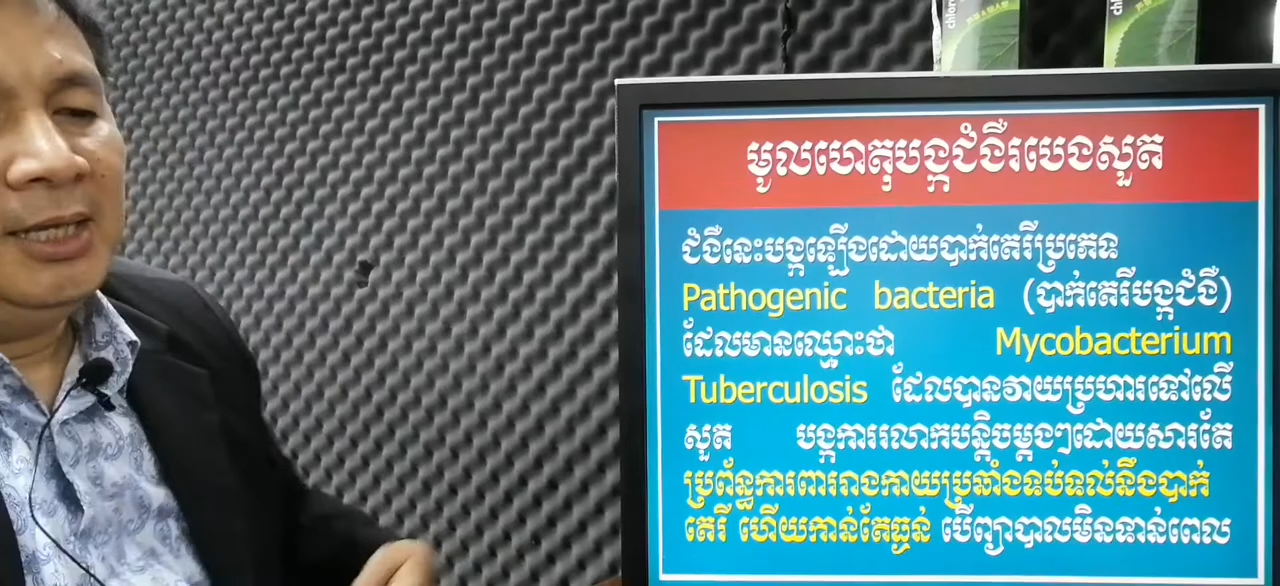 chlor
chlor
មូលហេតុបង្កជំងឺរបេងសួត
ជំងឺនេះបង្កឡើងដោយបាក់តេរីប្រភេទ
Pathogenic bacteria (បាក់តេរីបង្កជំងឺ)
ដែលមានឈ្មោះថា Mycobacterium
Tuberculosis ដែលបានវាយប្រហារទៅលើ
សួត បង្កការរលាកបន្តិចម្តងៗដោយសារតែ
ប្រព័ន្ធការពាររាងកាយប្រឆាំងទប់ទល់នឹងបាក់
តេរី ហើយកាន់តែធ្ងន់ បើព្យាបាលមិនទាន់ពេល